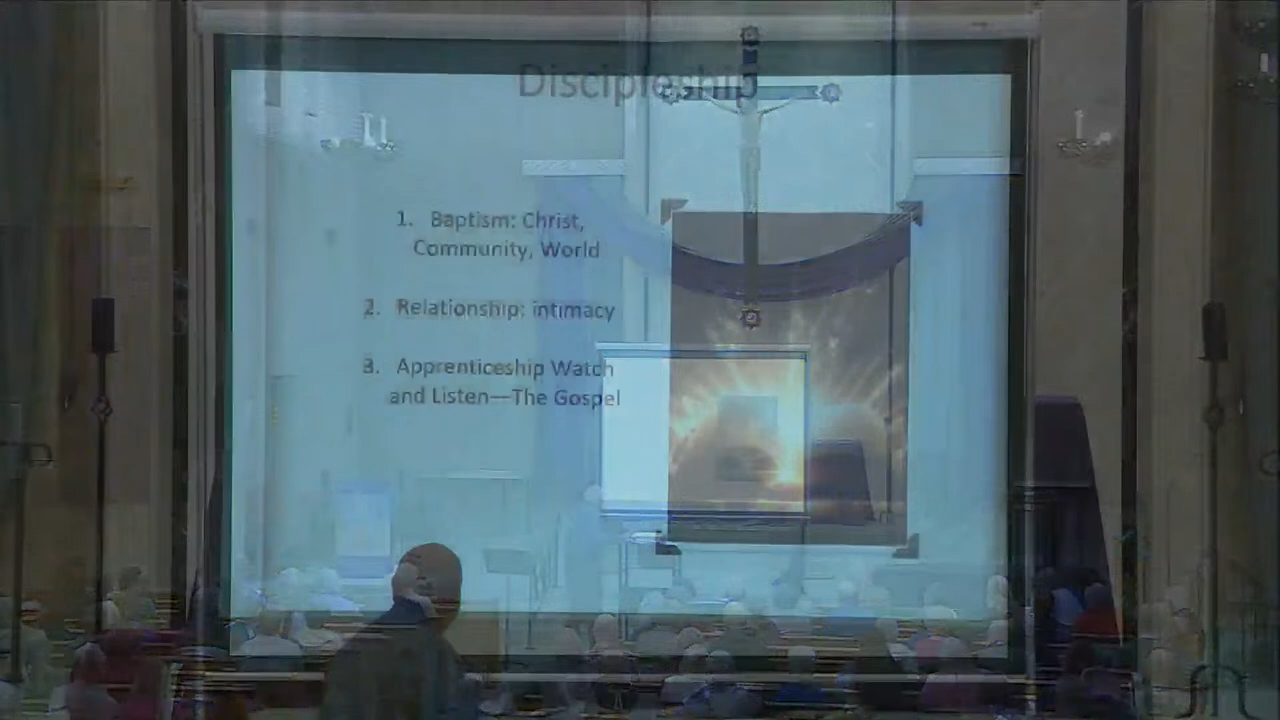 Discipleship
1. Baptism: Christ,
Community, World
2. Relationship: intimacy
3. Apprenticeship Watch
and Listen—The Gospel